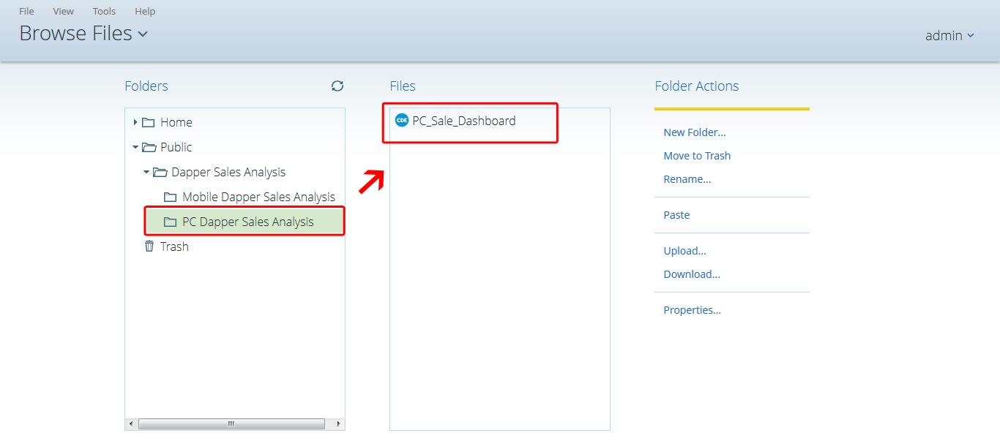 File View Tools Help
Browse Files
admin
Folders
Home
Public
Dapper Sales Analysis
Mobile Dapper Sales Analysis
PC Dapper Sales Analysis
Trash
Files
CDE PC_Sale_Dashboard
Folder Actions
New Folder...
Move to Trash
Rename...
Paste
Upload...
Download...
Properties...